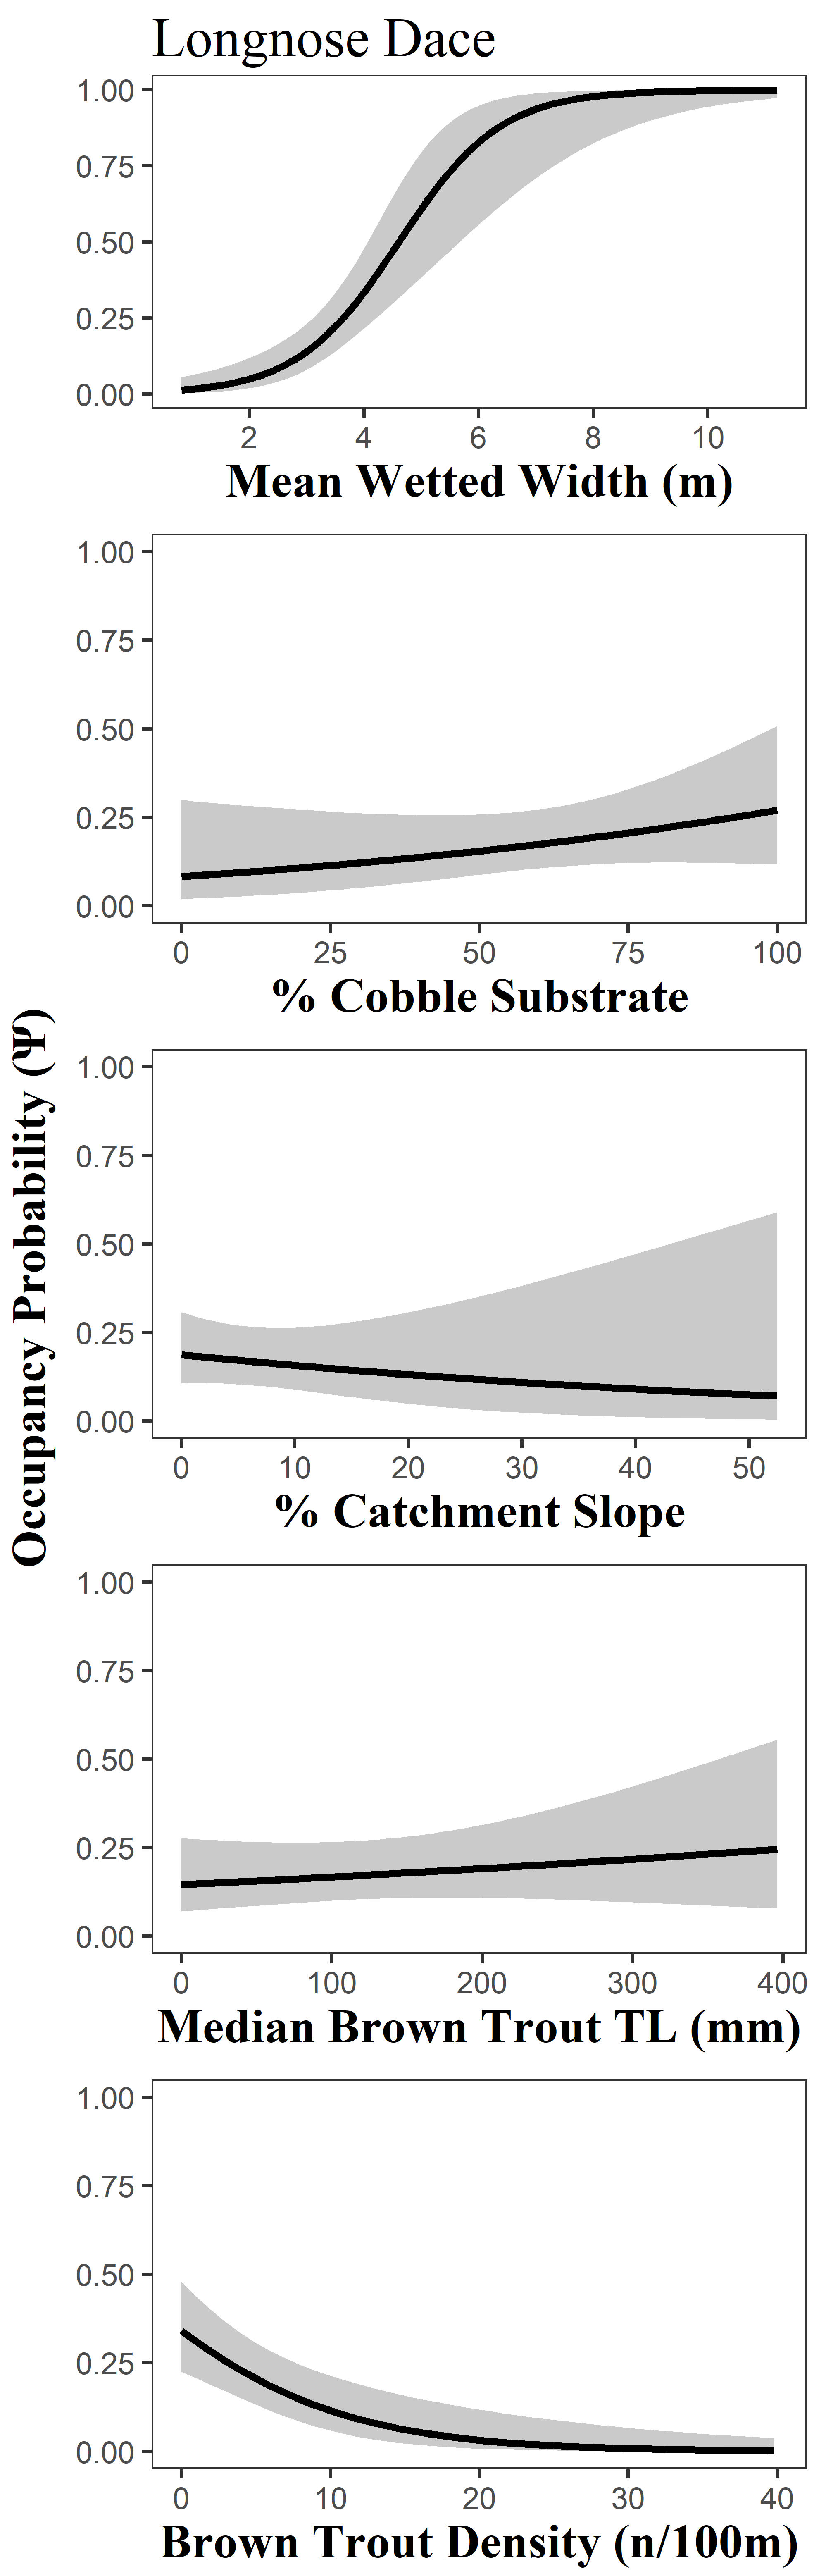 Longnose Dace
Occupancy Probability (Ψ)
1.00
0.75
0.50
0.25
0.00
2 4 6 8 10
Mean Wetted Width (m)
1.00
0.75
0.50
0.25
0.00
0 25 50 75 100
% Cobble Substrate
1.00
0.75
0.50
0.25
0.00
0 10 20 30 40 50
% Catchment Slope
1.00
0.75
0.50
0.25
0.00
0 100 200 300 400
Median Brown Trout TL (mm)
1.00
0.75
0.50
0.25
0.00
0 10 20 30 40
Brown Trout Density (n/100m)